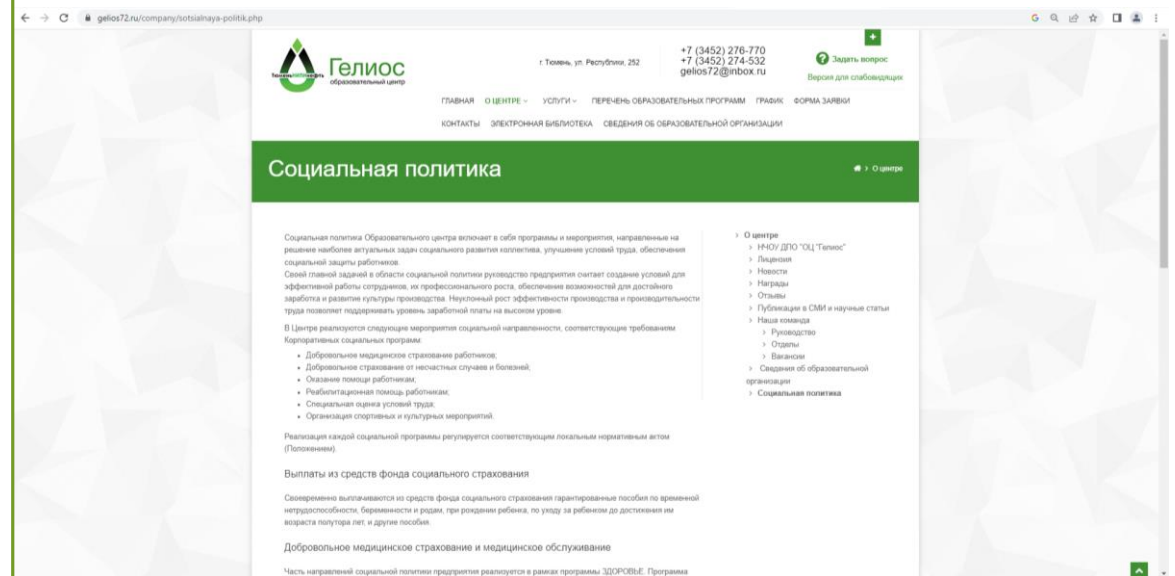 gelios72.ru/company/sotsialnaya-politik.php
Гелиос
образовательный центр
г. Тюмень, ул. Республики, 252
+7 (3452) 276-770
+7 (3452) 274-532
gelios72@inbox.ru
Задать вопрос
Версия для слабовидящих
ГЛАВНАЯ О ЦЕНТРЕ УСЛУГИ ПЕРЕЧЕНЬ ОБРАЗОВАТЕЛЬНЫХ ПРОГРАММ ГРАФИК ФОРМА ЗАЯВКИ
КОНТАКТЫ ЭЛЕКТРОННАЯ БИБЛИОТЕКА СВЕДЕНИЯ ОБ ОБРАЗОВАТЕЛЬНОЙ ОРГАНИЗАЦИИ
Социальная политика
О центре
Социальная политика Образовательного центра включает в себя программы и мероприятия, направленные на
решение наиболее актуальных задач социального развития коллектива, улучшение условий труда, обеспечения
социальной защиты работников.
Своей главной задачей в области социальной политики руководство предприятия считает создание условий для
эффективной работы сотрудников, их профессионального роста, обеспечение возможностей для достойного
заработка и развитие культуры производства. Неуклонный рост эффективности производства и производительности
труда позволяет поддерживать уровень заработной платы на высоком уровне.
В Центре реализуются следующие мероприятия социальной направленности, соответствующие требованиям
Корпоративных социальных программ:
Добровольное медицинское страхование работников;
Добровольное страхование от несчастных случаев и болезней;
Оказание помощи работникам;
Реабилитационная помощь работникам;
Специальная оценка условий труда;
Организация спортивных и культурных мероприятий.
Реализация каждой социальной программы регулируется соответствующим локальным нормативным актом
(Положением).
Выплаты из средств фонда социального страхования
Своевременно выплачиваются из средств фонда социального страхования гарантированные пособия по временной
нетрудоспособности, беременности и родам, при рождении ребенка, по уходу за ребенком до достижения им
возраста полутора лет, и другие пособия.
Добровольное медицинское страхование и медицинское обслуживание
Часть направлений социальной политики предприятия реализуется в рамках программы ЗДОРОВЬЕ. Программа
О центре
НЧОУ ДПО "ОЦ "Гелиос"
Лицензия
Новости
Награды
Отзывы
Публикации в СМИ и научные статьи
Наша команда
Руководство
Отделы
Вакансии
Сведения об образовательной
организации
Социальная политика